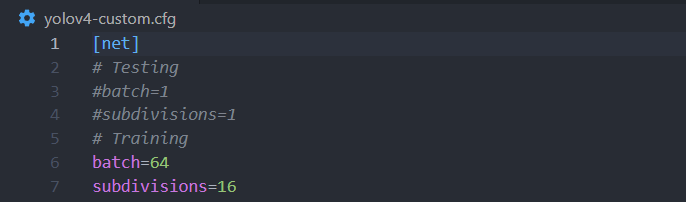 yolov4-custom.cfg
1 [net]
2 # Testing
3 #batch=1
4 #subdivisions=1
5 # Training
6 batch=64
7 subdivisions=16